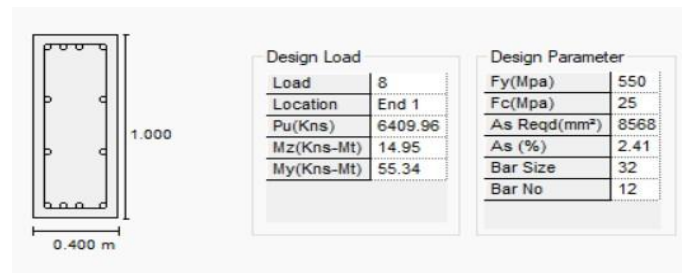 1.000
0.400 m
Design Load
Load 8
Location End 1
Pu(Kns) 6409.96
Mz(Kns-Mt) 14.95
My(Kns-Mt) 55.34
Design Parameter
Fy(Mpa) 550
Fc(Mpa) 25
As Reqd(mm²) 8568
As (%) 2.41
Bar Size 32
Bar No 12